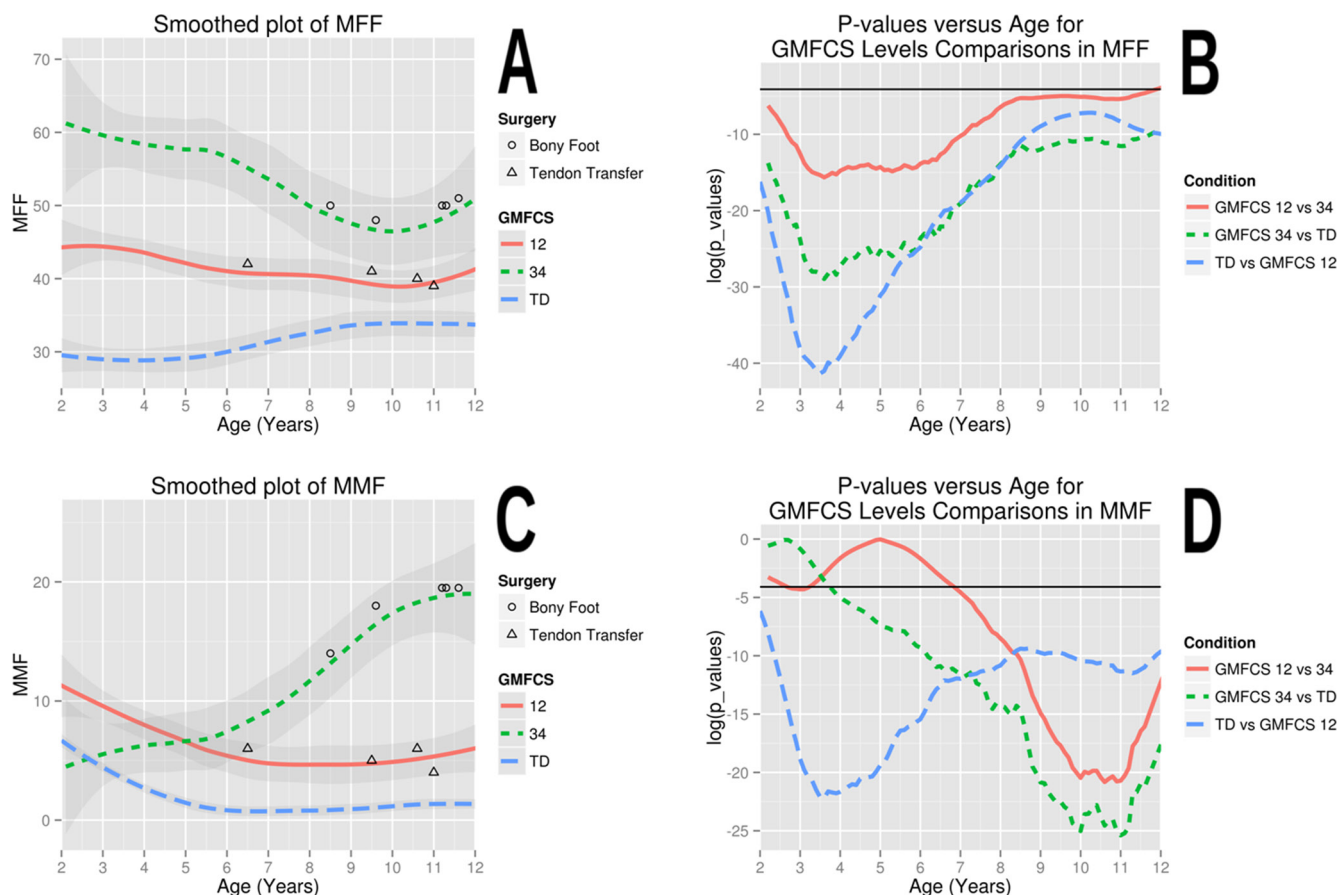 Smoothed plot of MFF
A
70
60
50
40
30
MFF
2 3 4 5 6 7 8 9 10 11 12
Age (Years)
Surgery
Bony Foot
Tendon Transfer
GMFCS
12
34
TD
P-values versus Age for
GMFCS Levels Comparisons in MFF
B
-10
-20
-30
-40
log(p_values)
2 3 4 5 6 7 8 9 10 11 12
Age (Years)
Condition
GMFCS 12 vs 34
GMFCS 34 vs TD
TD vs GMFCS 12
Smoothed plot of MMF
C
20
10
0
MMF
2 3 4 5 6 7 8 9 10 11 12
Age (Years)
Surgery
Bony Foot
Tendon Transfer
GMFCS
12
34
TD
P-values versus Age for
GMFCS Levels Comparisons in MMF
D
0
-5
-10
-15
-20
-25
log(p_values)
2 3 4 5 6 7 8 9 10 11 12
Age (Years)
Condition
GMFCS 12 vs 34
GMFCS 34 vs TD
TD vs GMFCS 12